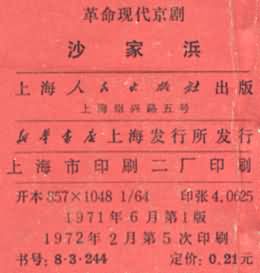 革命现代京剧
沙家浜
上海人民出版社出版
上海绍兴路五号
新华书店上海发行所发行
上海市印刷二厂印刷
开本 857×1048 1/64 印张 4.0625
1971年6月第1版
1972年2月第5次印刷
书号: 8·3·244 定价: 0.21元